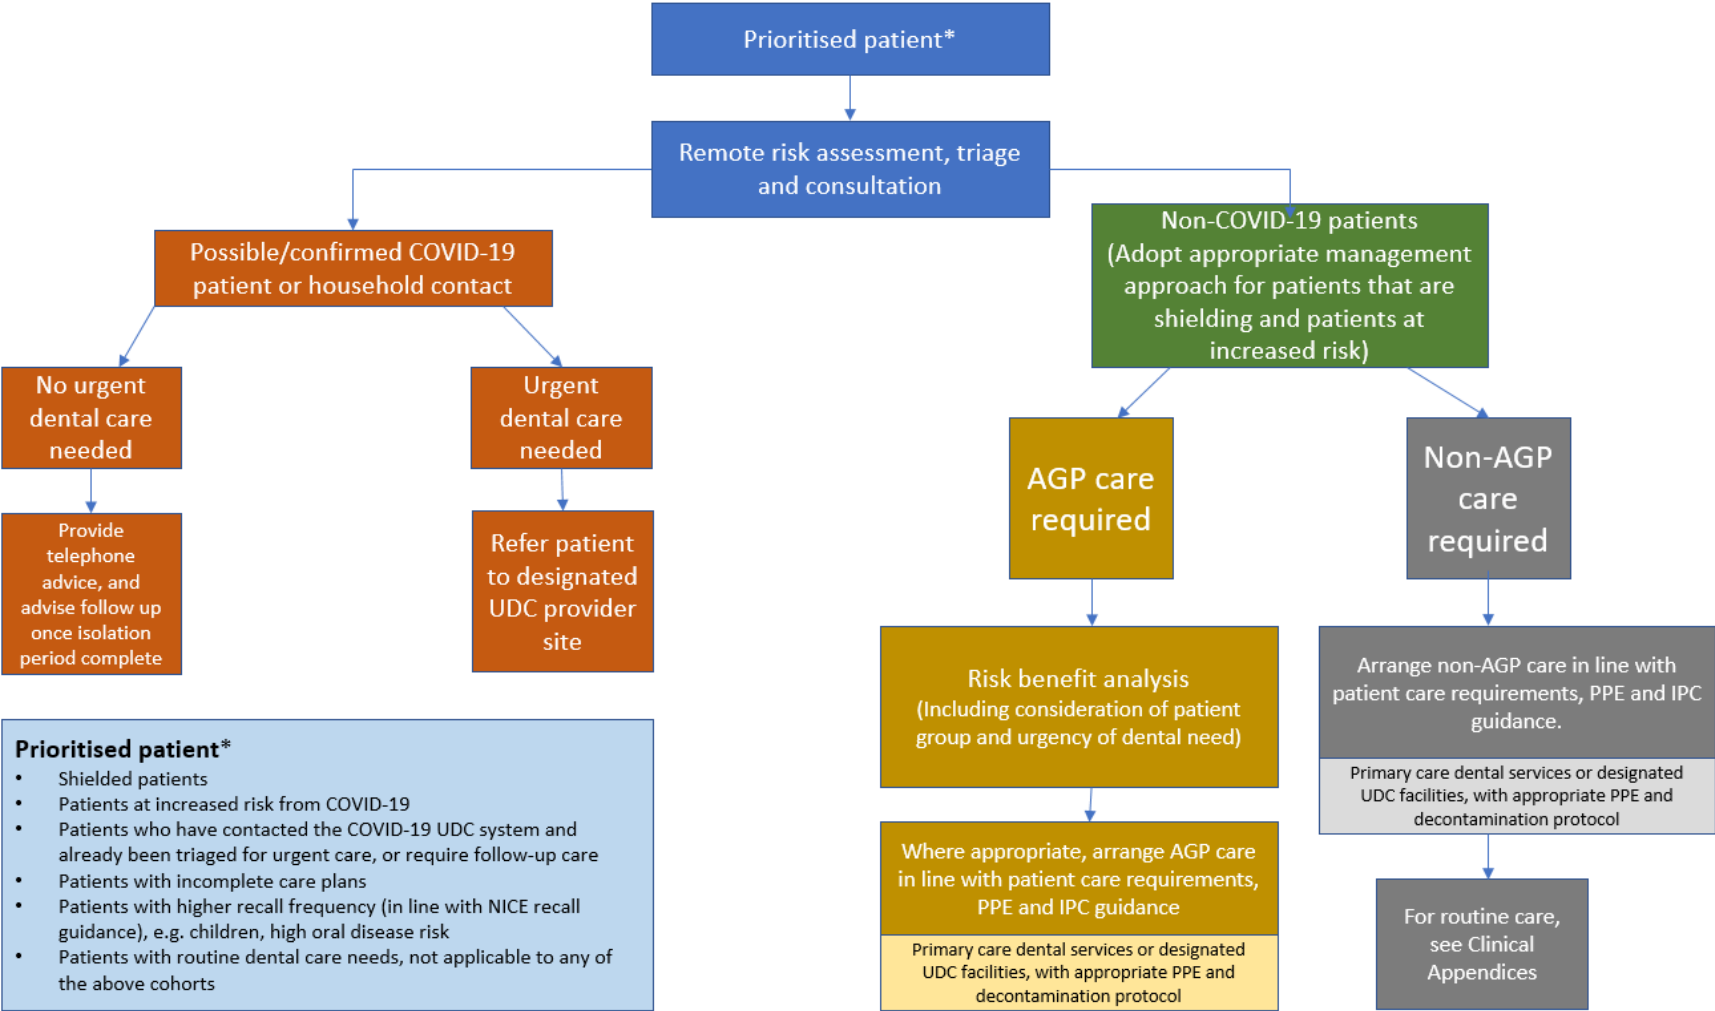 Prioritised patient*
Remote risk assessment, triage
and consultation
Possible/confirmed COVID-19
patient or household contact
No urgent
dental care
needed
Urgent
dental care
needed
Provide
telephone
advice, and
advise follow up
once isolation
period complete
Refer patient
to designated
UDC provider
site
Non-COVID-19 patients
(Adopt appropriate management
approach for patients that are
shielding and patients at
increased risk)
AGP care
required
Non-AGP
care
required
Risk benefit analysis
(Including consideration of patient
group and urgency of dental need)
Where appropriate, arrange AGP care
in line with patient care requirements,
PPE and IPC guidance
Primary care dental services or designated
UDC facilities, with appropriate PPE and
decontamination protocol
Arrange non-AGP care in line with
patient care requirements, PPE and IPC
guidance.
Primary care dental services or designated
UDC facilities, with appropriate PPE and
decontamination protocol
For routine care,
see Clinical
Appendices
Prioritised patient*
• Shielded patients
• Patients at increased risk from COVID-19
• Patients who have contacted the COVID-19 UDC system and
already been triaged for urgent care, or require follow-up care
• Patients with incomplete care plans
• Patients with higher recall frequency (in line with NICE recall
guidance), e.g. children, high oral disease risk
• Patients with routine dental care needs, not applicable to any of
the above cohorts